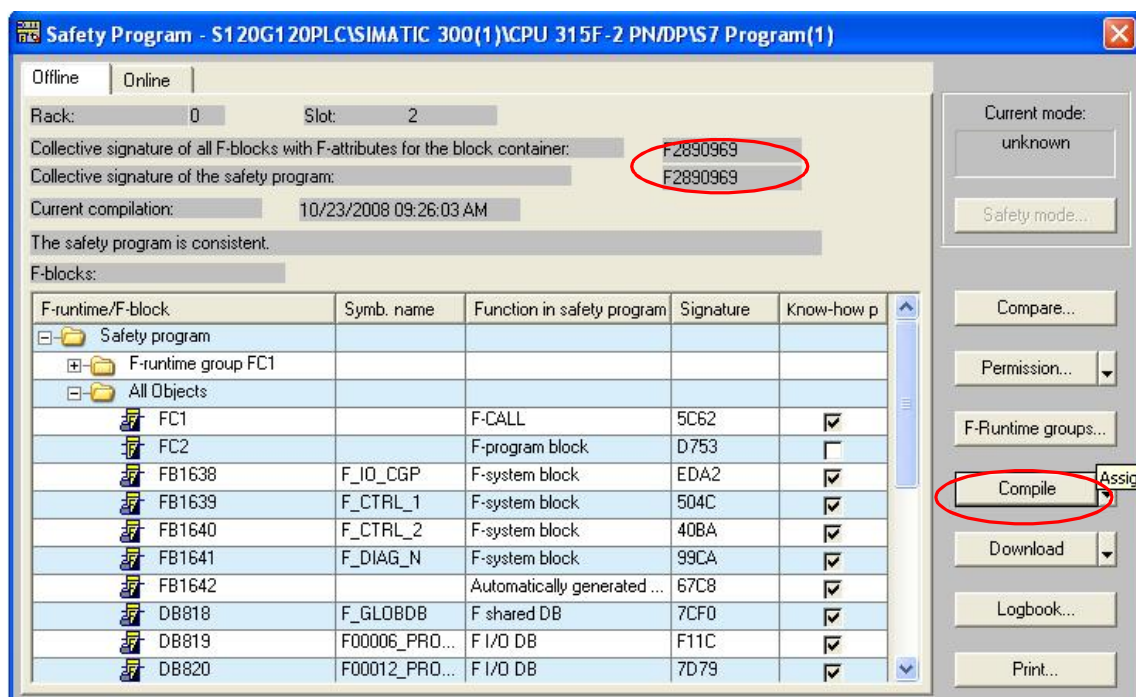 Safety Program - S120G120PLC\SIMATIC 300(1)\CPU 315F-2 PN/DP\S7 Program(1)
Offline Online
Rack: 0 Slot: 2
Collective signature of all F-blocks with F-attributes for the block container: F2890969
Collective signature of the safety program: F2890969
Current compilation: 10/23/2008 09:26:03 AM
The safety program is consistent.
F-blocks:
F-runtime/F-block Symb. name Function in safety program Signature Know-how p
Safety program
F-runtime group FC1
All Objects
FC1 F-CALL 5C62
FC2 F-program block D753
FB1638 F_IO_CGP F-system block EDA2
FB1639 F_CTRL_1 F-system block 504C
FB1640 F_CTRL_2 F-system block 40BA
FB1641 F_DIAG_N F-system block 99CA
FB1642 Automatically generated ... 67C8
DB818 F_GLOBDB F shared DB 7CF0
DB819 F00006_PRO... F I/O DB F11C
DB820 F00012_PRO... F I/O DB 7D79
Current mode:
unknown
Safety mode...
Compare...
Permission...
F-Runtime groups...
Compile
Assig
Download
Logbook...
Print...